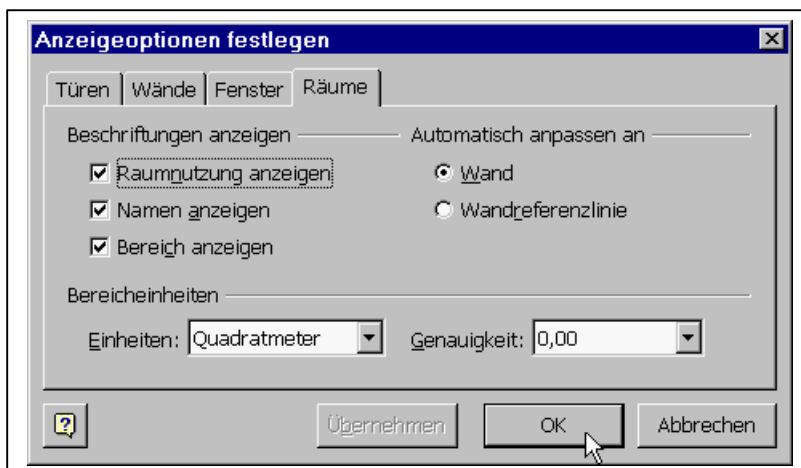 Anzeigeoptionen festlegen
Türen Wände Fenster Räume
Beschriftungen anzeigen Automatisch anpassen an
Raumnutzung anzeigen Wand
Namen anzeigen Wandreferenzlinie
Bereich anzeigen
Bereicheinheiten
Einheiten: Quadratmeter Genauigkeit: 0,00
? Übernehmen OK Abbrechen